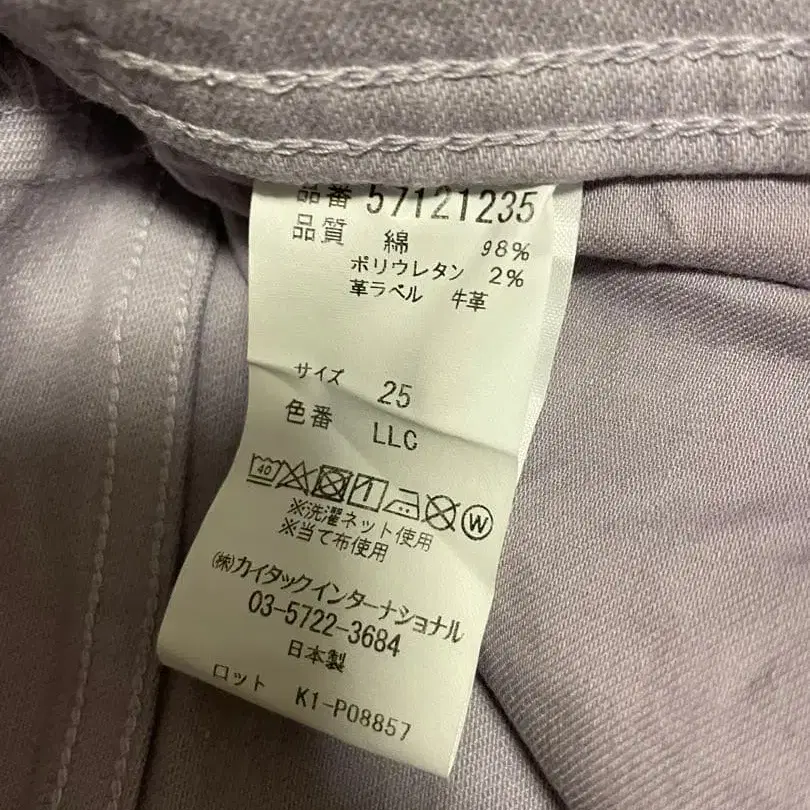 品番 57121235
品質 綿 98%
ポリウレタン 2%
革ラベル 牛革
サイズ 25
色番 LLC
40 W
※洗濯ネット使用
※当て布使用
㈱カイタックインターナショナル
03-5722-3684
日本製
ロット K1-P08857